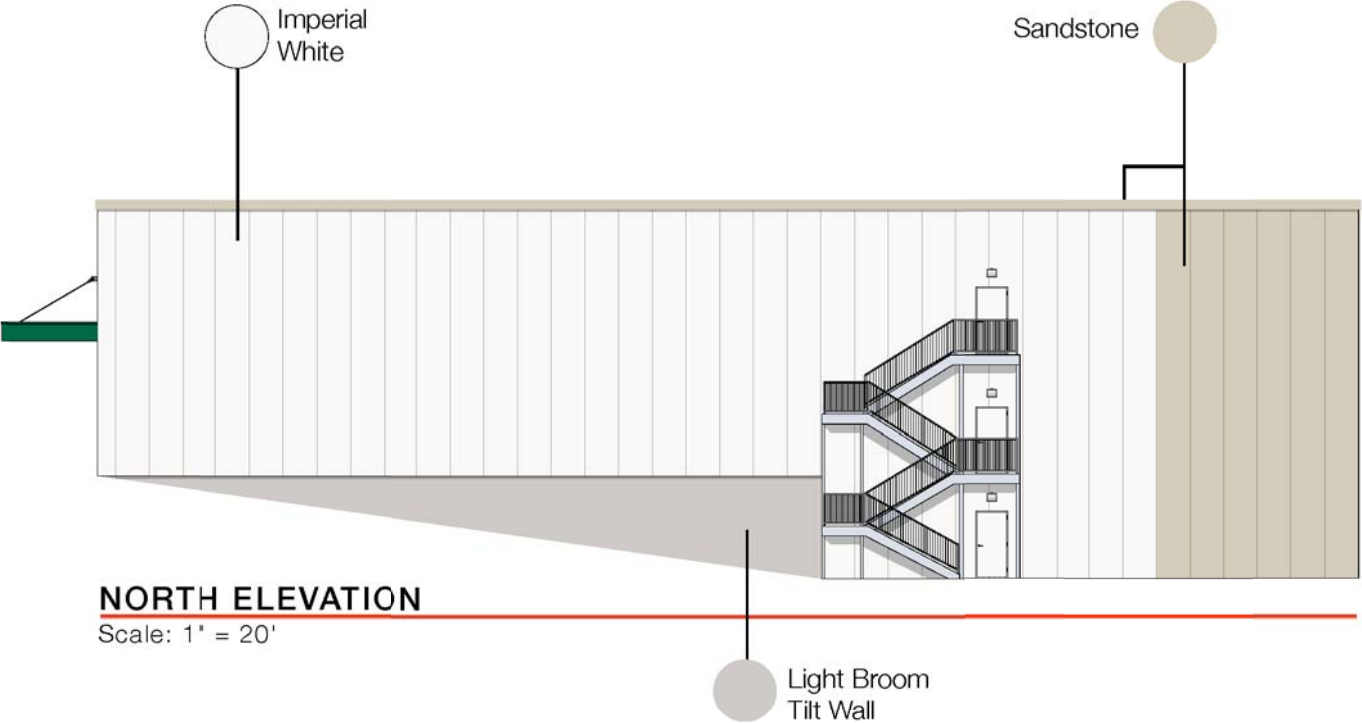 Imperial
White
Sandstone
NORTH ELEVATION
Scale: 1" = 20'
Light Broom
Tilt Wall